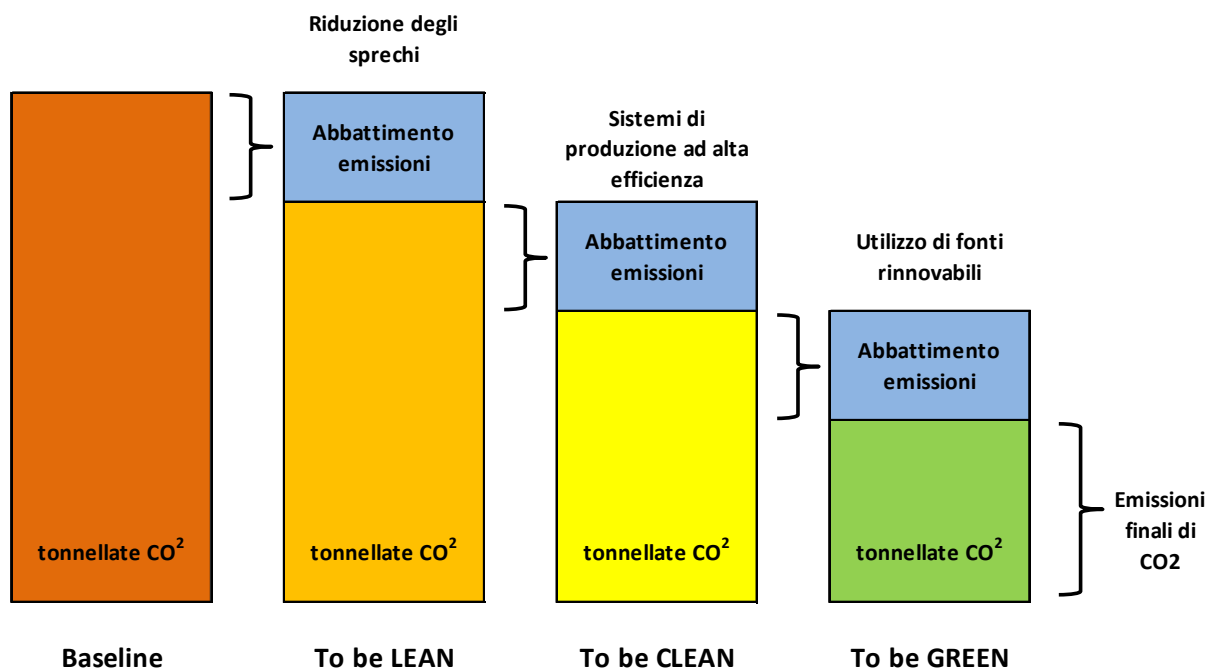 Riduzione degli
sprechi
Abbattimento
emissioni
Sistemi di
produzione ad alta
efficienza
Abbattimento
emissioni
Utilizzo di fonti
rinnovabili
Abbattimento
emissioni
tonnellate CO²
tonnellate CO²
tonnellate CO²
tonnellate CO²
Emissioni
finali di
CO2
Baseline
To be LEAN
To be CLEAN
To be GREEN